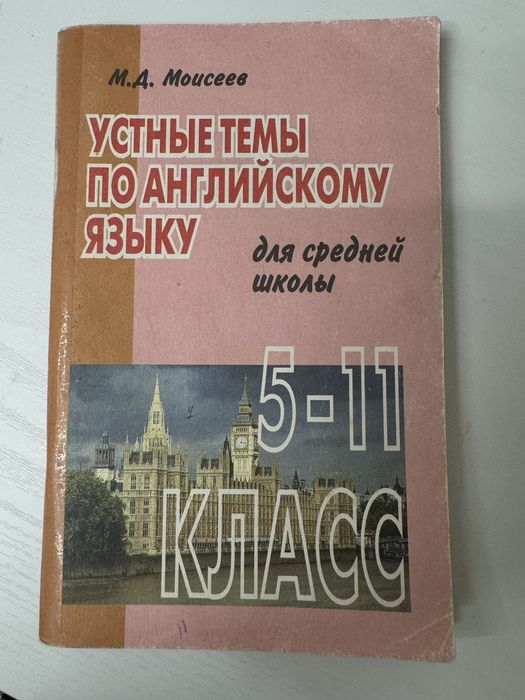 М.Д. Моисеев
УСТНЫЕ ТЕМЫ
ПО АНГЛИЙСКОМУ
ЯЗЫКУ
для средней
школы
5-11
КЛАСС